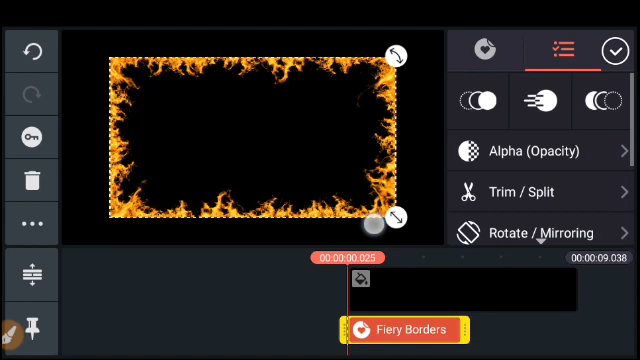 Alpha (Opacity)
Trim / Split
Rotate / Mirroring
00:00:00.025
00:00:09.038
Fiery Borders